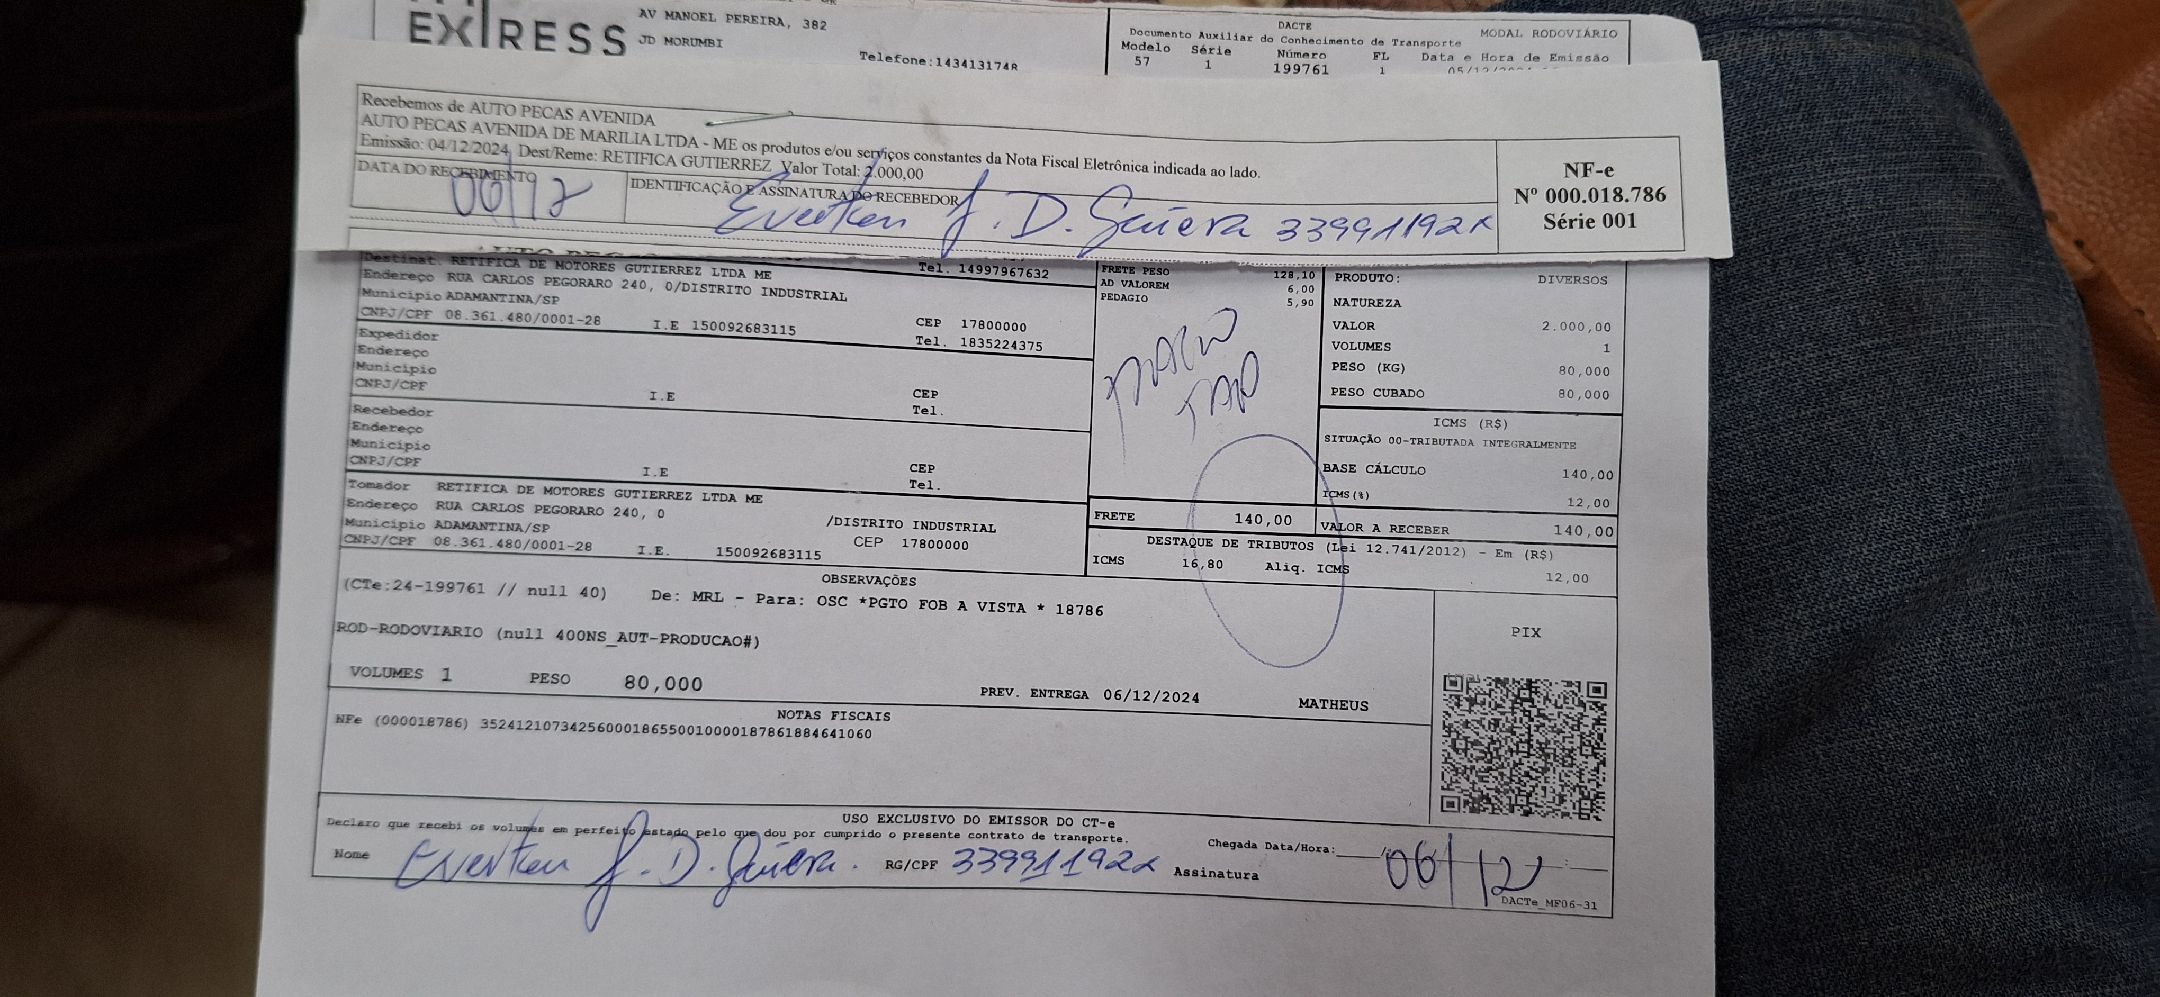 EXPRESS
AV MANOEL PEREIRA, 382
JD MORUMBI
Telefone:143413174R
DACTE
Documento Auxiliar do Conhecimento de Transporte
MODAL RODOVIÁRIO
Modelo Série Número FL Data e Hora de Emissão
57 1 199761 1
Recebemos de AUTO PECAS AVENIDA
AUTO PECAS AVENIDA DE MARILIA LTDA - ME os produtos e/ou serviços constantes da Nota Fiscal Eletrônica indicada ao lado.
Emissão: 04/12/2024 Dest/Reme: RETIFICA GUTIERREZ Valor Total: 2.000,00
DATA DO RECEBIMENTO
06/12
IDENTIFICAÇÃO E ASSINATURA DO RECEBEDOR
Everton J. D. 33991192x
NF-e
Nº 000.018.786
Série 001
Destinat. RETIFICA DE MOTORES GUTIERREZ LTDA ME
Tel. 14997967632
Endereço RUA CARLOS PEGORARO 240, 0/DISTRITO INDUSTRIAL
Municipio ADAMANTINA/SP
CEP 17800000
CNPJ/CPF 08.361.480/0001-28 I.E 150092683115
Tel. 1835224375
Expedidor
Endereço
Municipio
CNPJ/CPF I.E
CEP
Tel.
Recebedor
Endereço
Municipio
CNPJ/CPF I.E
CEP
Tel.
Tomador RETIFICA DE MOTORES GUTIERREZ LTDA ME
Endereço RUA CARLOS PEGORARO 240, 0 /DISTRITO INDUSTRIAL
Municipio ADAMANTINA/SP CEP 17800000
CNPJ/CPF 08.361.480/0001-28 I.E. 150092683115
FRETE PESO 128,10
AD VALOREM 6,00
PEDAGIO 5,90
FRETE 140,00
PRODUTO: DIVERSOS
NATUREZA
VALOR 2.000,00
VOLUMES 1
PESO (KG) 80,000
PESO CUBADO 80,000
ICMS (R$)
SITUAÇÃO 00-TRIBUTADA INTEGRALMENTE
BASE CÁLCULO 140,00
ICMS(%) 12,00
VALOR A RECEBER 140,00
DESTAQUE DE TRIBUTOS (Lei 12.741/2012) - Em (R$)
ICMS 16,80 Aliq. ICMS 12,00
OBSERVAÇÕES
(CTe:24-199761 // null 40) De: MRL - Para: OSC *PGTO FOB A VISTA * 18786
ROD-RODOVIARIO (null 400NS_AUT-PRODUCAO#)
VOLUMES 1 PESO 80,000 PREV. ENTREGA 06/12/2024 MATHEUS
PIX
NOTAS FISCAIS
NFe (000018786) 35241210734256000186550010000187861884641060
USO EXCLUSIVO DO EMISSOR DO CT-e
Declaro que recebi os volumes em perfeito estado pelo que dou por cumprido o presente contrato de transporte.
Chegada Data/Hora: 06/12
Nome Everton J. D. RG/CPF 33991192x Assinatura
DACTe_MF06-31